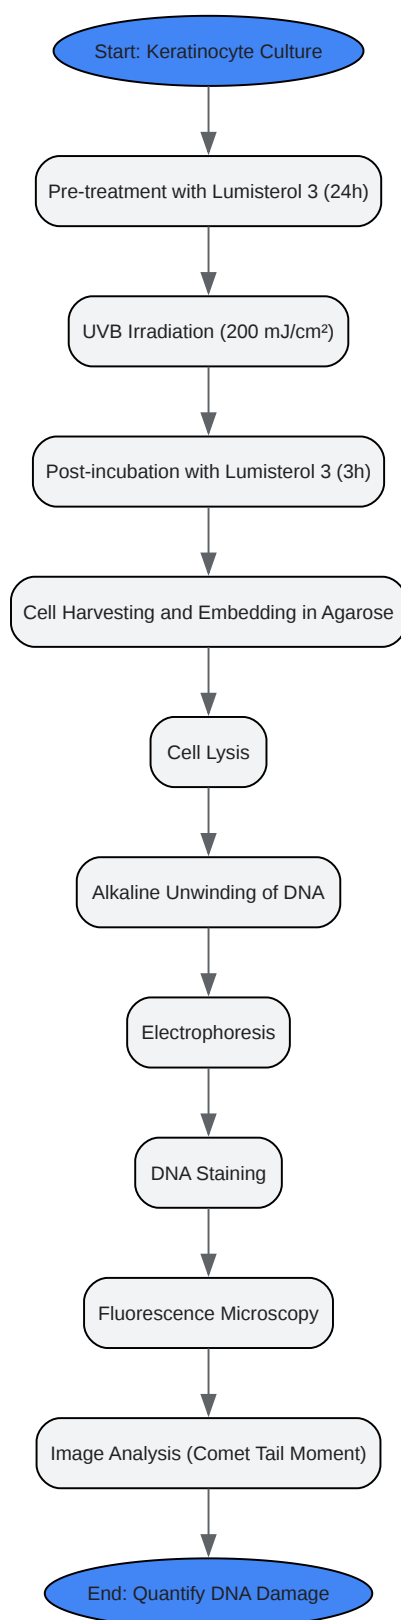 Start: Keratinocyte Culture
Pre-treatment with Lumisterol 3 (24h)
UVB Irradiation (200 mJ/cm²)
Post-incubation with Lumisterol 3 (3h)
Cell Harvesting and Embedding in Agarose
Cell Lysis
Alkaline Unwinding of DNA
Electrophoresis
DNA Staining
Fluorescence Microscopy
Image Analysis (Comet Tail Moment)
End: Quantify DNA Damage